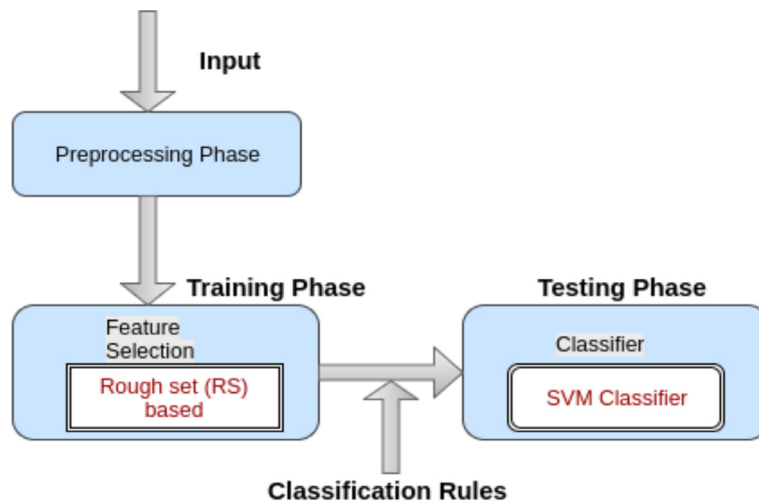 Input
Preprocessing Phase
Training Phase
Testing Phase
Feature
Selection
Rough set (RS)
based
Classifier
SVM Classifier
Classification Rules